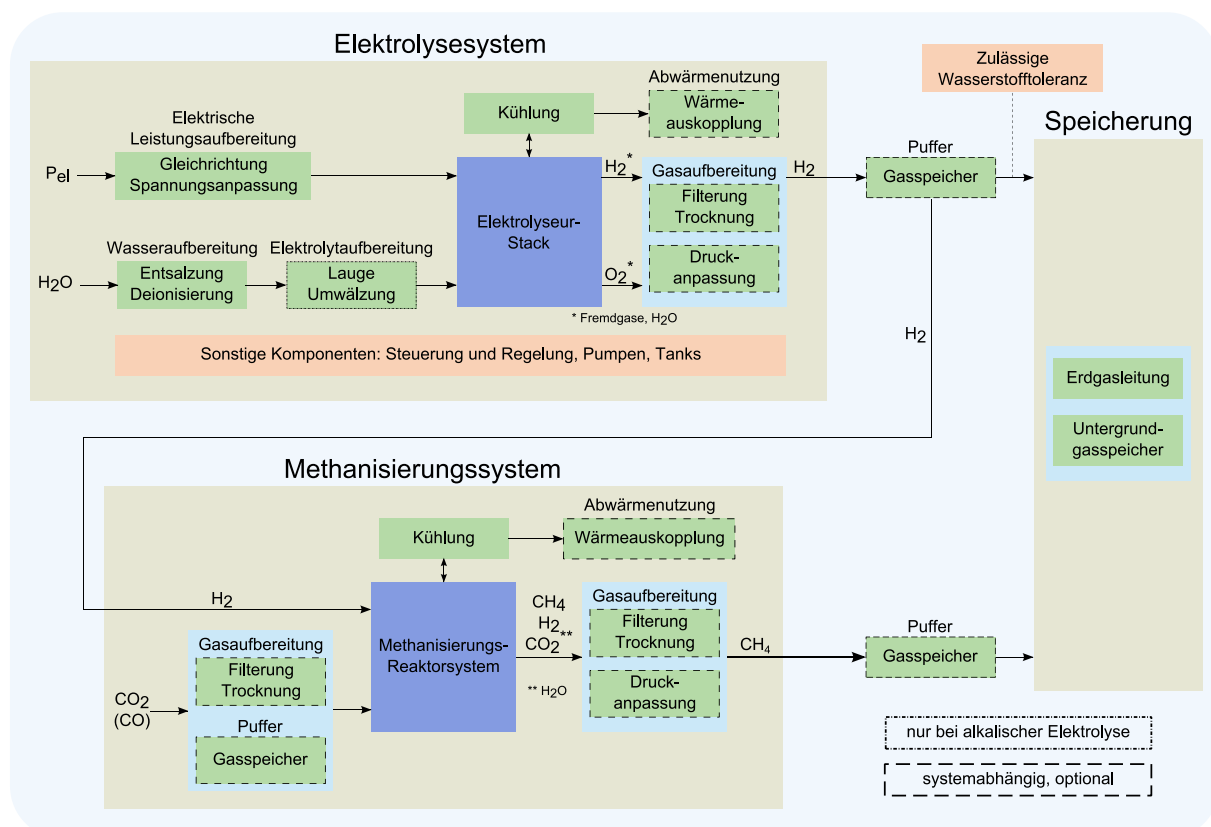 Elektrolysesystem
Zulässige
Wasserstofftoleranz
Speicherung
Abwärmenutzung
Kühlung
Wärme-
auskopplung
Elektrische
Leistungsaufbereitung
Pel
Gleichrichtung
Spannungsanpassung
H2*
Gasaufbereitung
H2
Puffer
Gasspeicher
Filterung
Trocknung
Elektrolyseur-
Stack
Wasseraufbereitung
Elektrolytaufbereitung
H2O
Entsalzung
Deionisierung
Lauge
Umwälzung
O2*
Druck-
anpassung
* Fremdgase, H2O
Sonstige Komponenten: Steuerung und Regelung, Pumpen, Tanks
H2
Erdgasleitung
Untergrund-
gasspeicher
Methanisierungssystem
Abwärmenutzung
Kühlung
Wärmeauskopplung
H2
CH4
H2
CO2**
** H2O
Methanisierungs-
Reaktorsystem
Gasaufbereitung
Filterung
Trocknung
Druck-
anpassung
CH4
Puffer
Gasspeicher
Gasaufbereitung
Filterung
Trocknung
CO2
(CO)
Puffer
Gasspeicher
nur bei alkalischer Elektrolyse
systemabhängig, optional